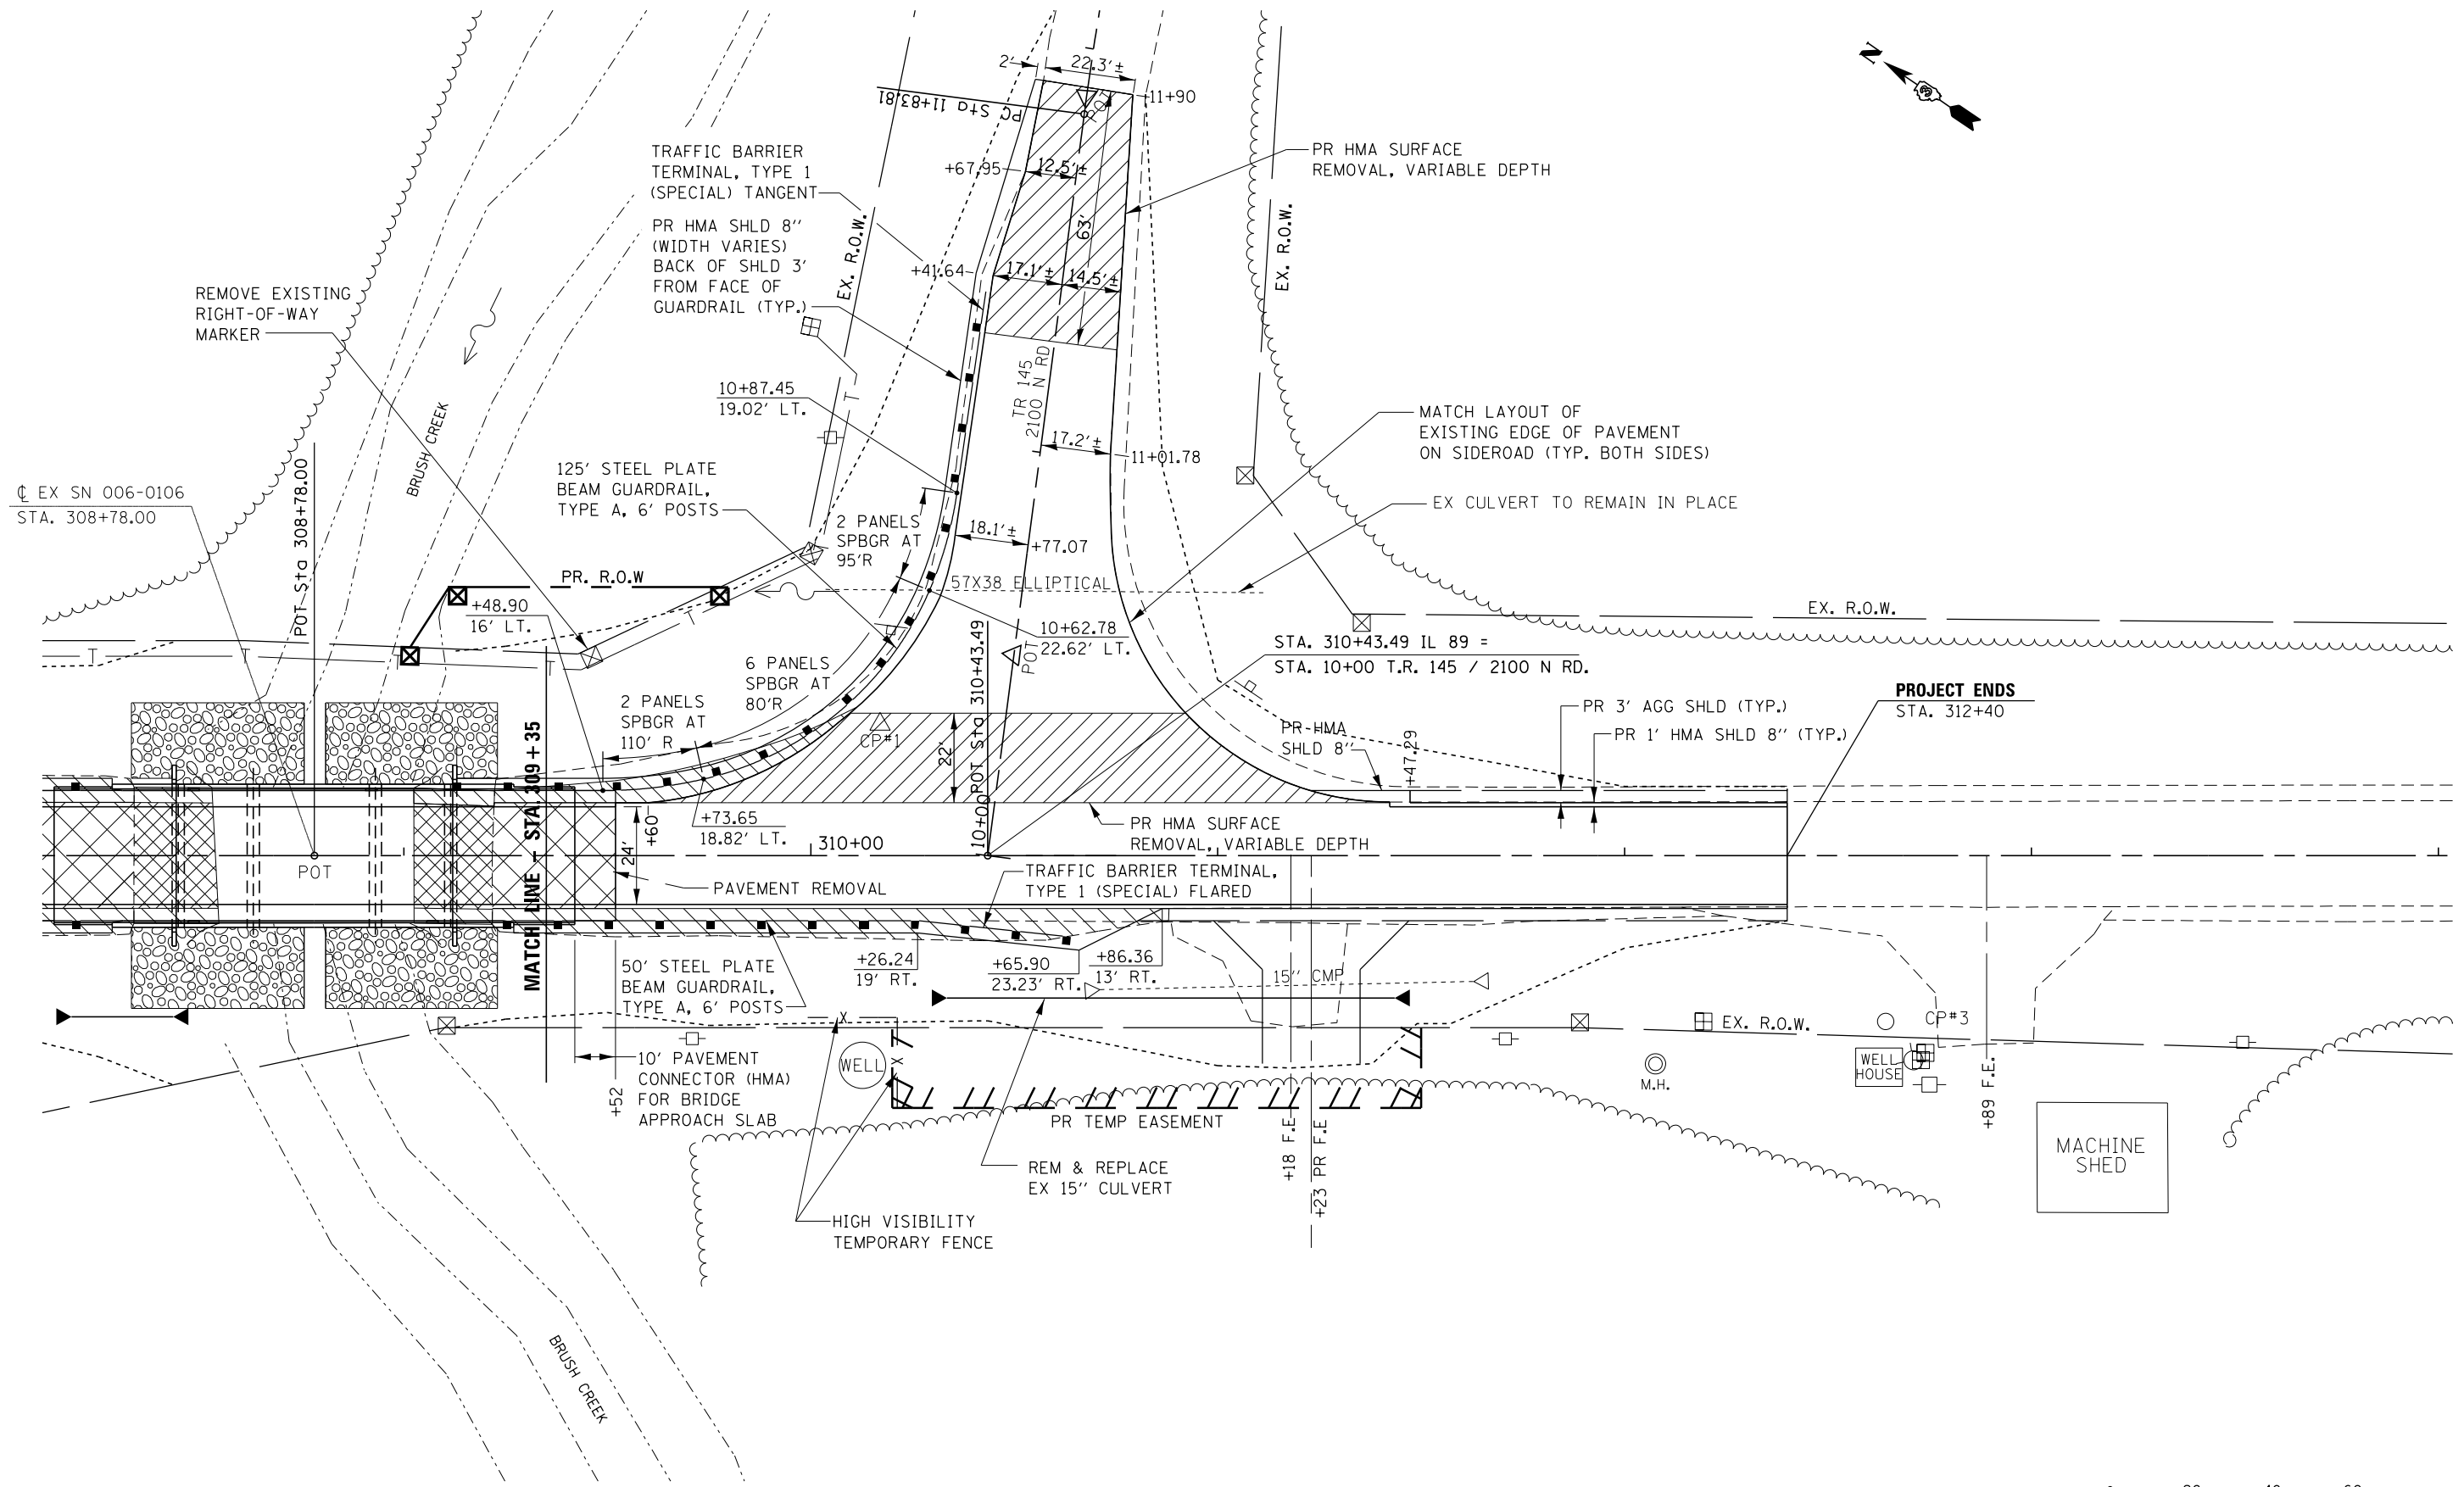 2'
22.3'±
PC Sta 11+83.81
POT
11+90
N
3
TRAFFIC BARRIER
TERMINAL, TYPE 1
(SPECIAL) TANGENT
+67.95
12.5'±
PR HMA SURFACE
REMOVAL, VARIABLE DEPTH
PR HMA SHLD 8''
(WIDTH VARIES)
BACK OF SHLD 3'
FROM FACE OF
GUARDRAIL (TYP.)
EX. R.O.W.
63'
EX. R.O.W.
+41.64
17.1'±
14.5'±
REMOVE EXISTING
RIGHT-OF-WAY
MARKER
TR 145
2100 N RD
10+87.45
19.02' LT.
BRUSH CREEK
MATCH LAYOUT OF
EXISTING EDGE OF PAVEMENT
ON SIDEROAD (TYP. BOTH SIDES)
17.2'±
11+01.78
125' STEEL PLATE
BEAM GUARDRAIL,
TYPE A, 6' POSTS
℄ EX SN 006-0106
STA. 308+78.00
POT Sta 308+78.00
EX CULVERT TO REMAIN IN PLACE
2 PANELS
SPBGR AT
95'R
18.1'±
+77.07
PR. R.O.W
57X38 ELLIPTICAL
+48.90
16' LT.
10+62.78
22.62' LT.
EX. R.O.W.
POT Sta 310+43.49
POT
STA. 310+43.49 IL 89 =
STA. 10+00 T.R. 145 / 2100 N RD.
T
T
T
T
T
T
6 PANELS
SPBGR AT
80'R
2 PANELS
SPBGR AT
110' R
CP#1
22'
PROJECT ENDS
STA. 312+40
PR 3' AGG SHLD (TYP.)
PR 1' HMA SHLD 8'' (TYP.)
PR HMA
SHLD 8''
+47.29
MATCH LINE - STA. 309+35
+73.65
18.82' LT.
+60
24'
310+00
10+00
PR HMA SURFACE
REMOVAL, VARIABLE DEPTH
POT
PAVEMENT REMOVAL
TRAFFIC BARRIER TERMINAL,
TYPE 1 (SPECIAL) FLARED
50' STEEL PLATE
BEAM GUARDRAIL,
TYPE A, 6' POSTS
+26.24
19' RT.
+65.90
23.23' RT.
+86.36
13' RT.
15'' CMP
X
X
EX. R.O.W.
CP#3
WELL
WELL
HOUSE
M.H.
10' PAVEMENT
CONNECTOR (HMA)
FOR BRIDGE
APPROACH SLAB
+52
PR TEMP EASEMENT
+18 F.E.
+23 PR F.E
+89 F.E.
MACHINE
SHED
REM & REPLACE
EX 15'' CULVERT
HIGH VISIBILITY
TEMPORARY FENCE
BRUSH CREEK